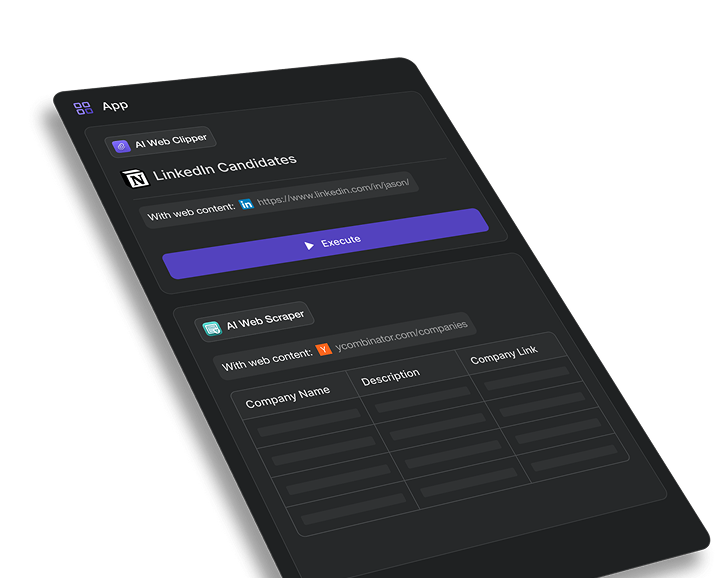 App
AI Web Clipper
N LinkedIn Candidates
With web content: in https://www.linkedin.com/in/jason/
Execute
AI Web Scraper
With web content: Y ycombinator.com/companies
Company Name Description Company Link